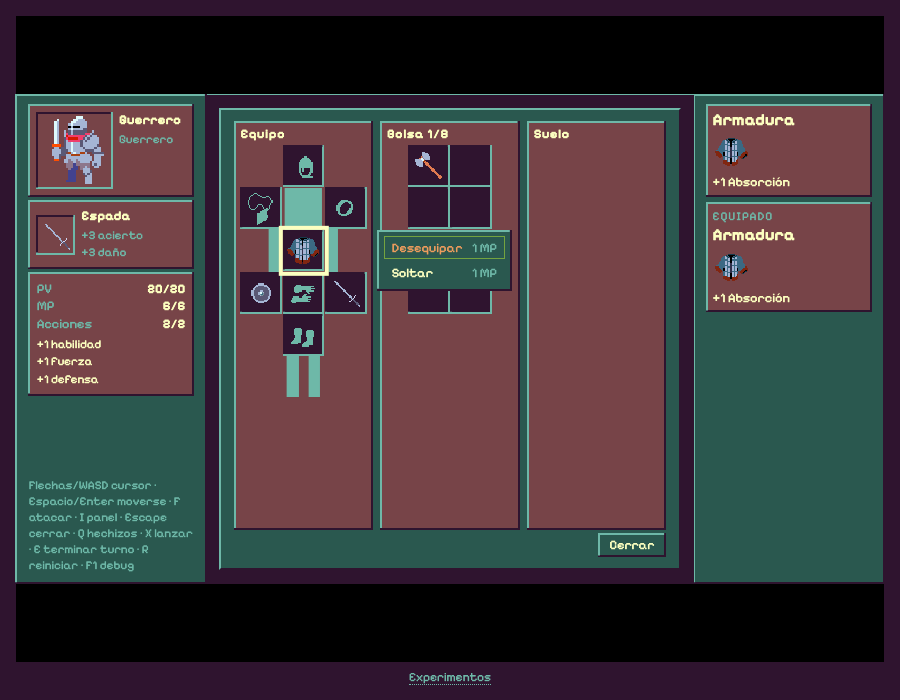 Guerrero
Guerrero
Espada
+3 acierto
+3 daño
PV 80/80
MP 6/6
Acciones 8/8
+1 habilidad
+1 fuerza
+1 defensa
Flechas/WASD cursor ·
Espacio/Enter moverse · F
atacar · I panel · Escape
cerrar · Q hechizos · X lanzar
· E terminar turno · R
reiniciar · F1 debug
Equipo
Bolsa 1/8
Desequipar 1 MP
Soltar 1 MP
Suelo
Cerrar
Armadura
+1 Absorción
EQUIPADO
Armadura
+1 Absorción
Experimentos